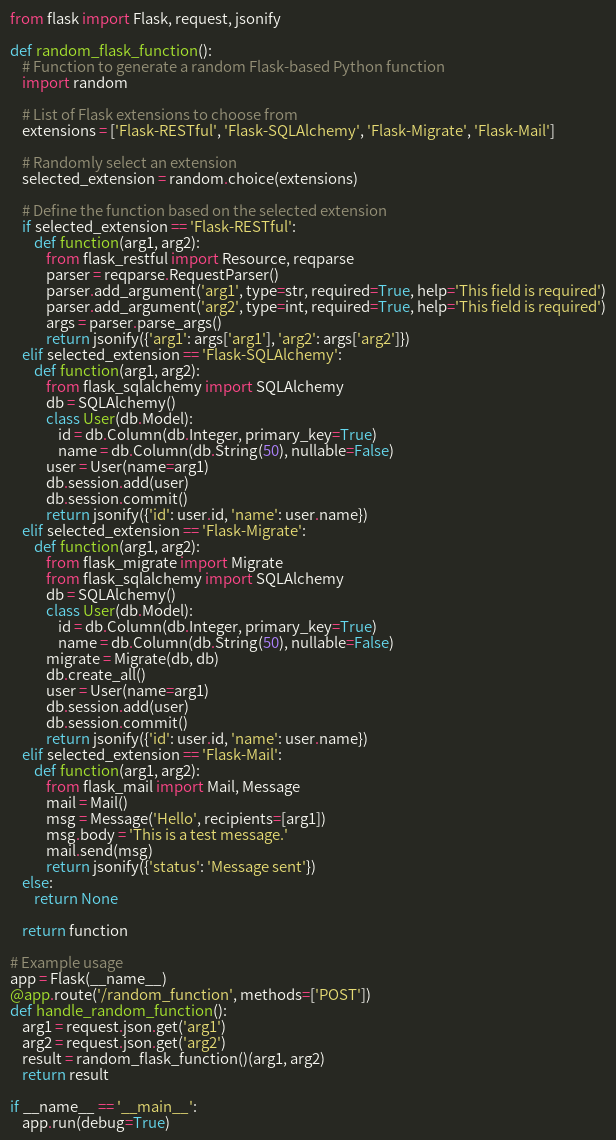 from flask import Flask, request, jsonify

def random_flask_function():
    # Function to generate a random Flask-based Python function
    import random

    # List of Flask extensions to choose from
    extensions = ['Flask-RESTful', 'Flask-SQLAlchemy', 'Flask-Migrate', 'Flask-Mail']

    # Randomly select an extension
    selected_extension = random.choice(extensions)

    # Define the function based on the selected extension
    if selected_extension == 'Flask-RESTful':
        def function(arg1, arg2):
            from flask_restful import Resource, reqparse
            parser = reqparse.RequestParser()
            parser.add_argument('arg1', type=str, required=True, help='This field is required')
            parser.add_argument('arg2', type=int, required=True, help='This field is required')
            args = parser.parse_args()
            return jsonify({'arg1': args['arg1'], 'arg2': args['arg2']})
    elif selected_extension == 'Flask-SQLAlchemy':
        def function(arg1, arg2):
            from flask_sqlalchemy import SQLAlchemy
            db = SQLAlchemy()
            class User(db.Model):
                id = db.Column(db.Integer, primary_key=True)
                name = db.Column(db.String(50), nullable=False)
            user = User(name=arg1)
            db.session.add(user)
            db.session.commit()
            return jsonify({'id': user.id, 'name': user.name})
    elif selected_extension == 'Flask-Migrate':
        def function(arg1, arg2):
            from flask_migrate import Migrate
            from flask_sqlalchemy import SQLAlchemy
            db = SQLAlchemy()
            class User(db.Model):
                id = db.Column(db.Integer, primary_key=True)
                name = db.Column(db.String(50), nullable=False)
            migrate = Migrate(db, db)
            db.create_all()
            user = User(name=arg1)
            db.session.add(user)
            db.session.commit()
            return jsonify({'id': user.id, 'name': user.name})
    elif selected_extension == 'Flask-Mail':
        def function(arg1, arg2):
            from flask_mail import Mail, Message
            mail = Mail()
            msg = Message('Hello', recipients=[arg1])
            msg.body = 'This is a test message.'
            mail.send(msg)
            return jsonify({'status': 'Message sent'})
    else:
        return None

    return function

# Example usage
app = Flask(__name__)
@app.route('/random_function', methods=['POST'])
def handle_random_function():
    arg1 = request.json.get('arg1')
    arg2 = request.json.get('arg2')
    result = random_flask_function()(arg1, arg2)
    return result

if __name__ == '__main__':
    app.run(debug=True)